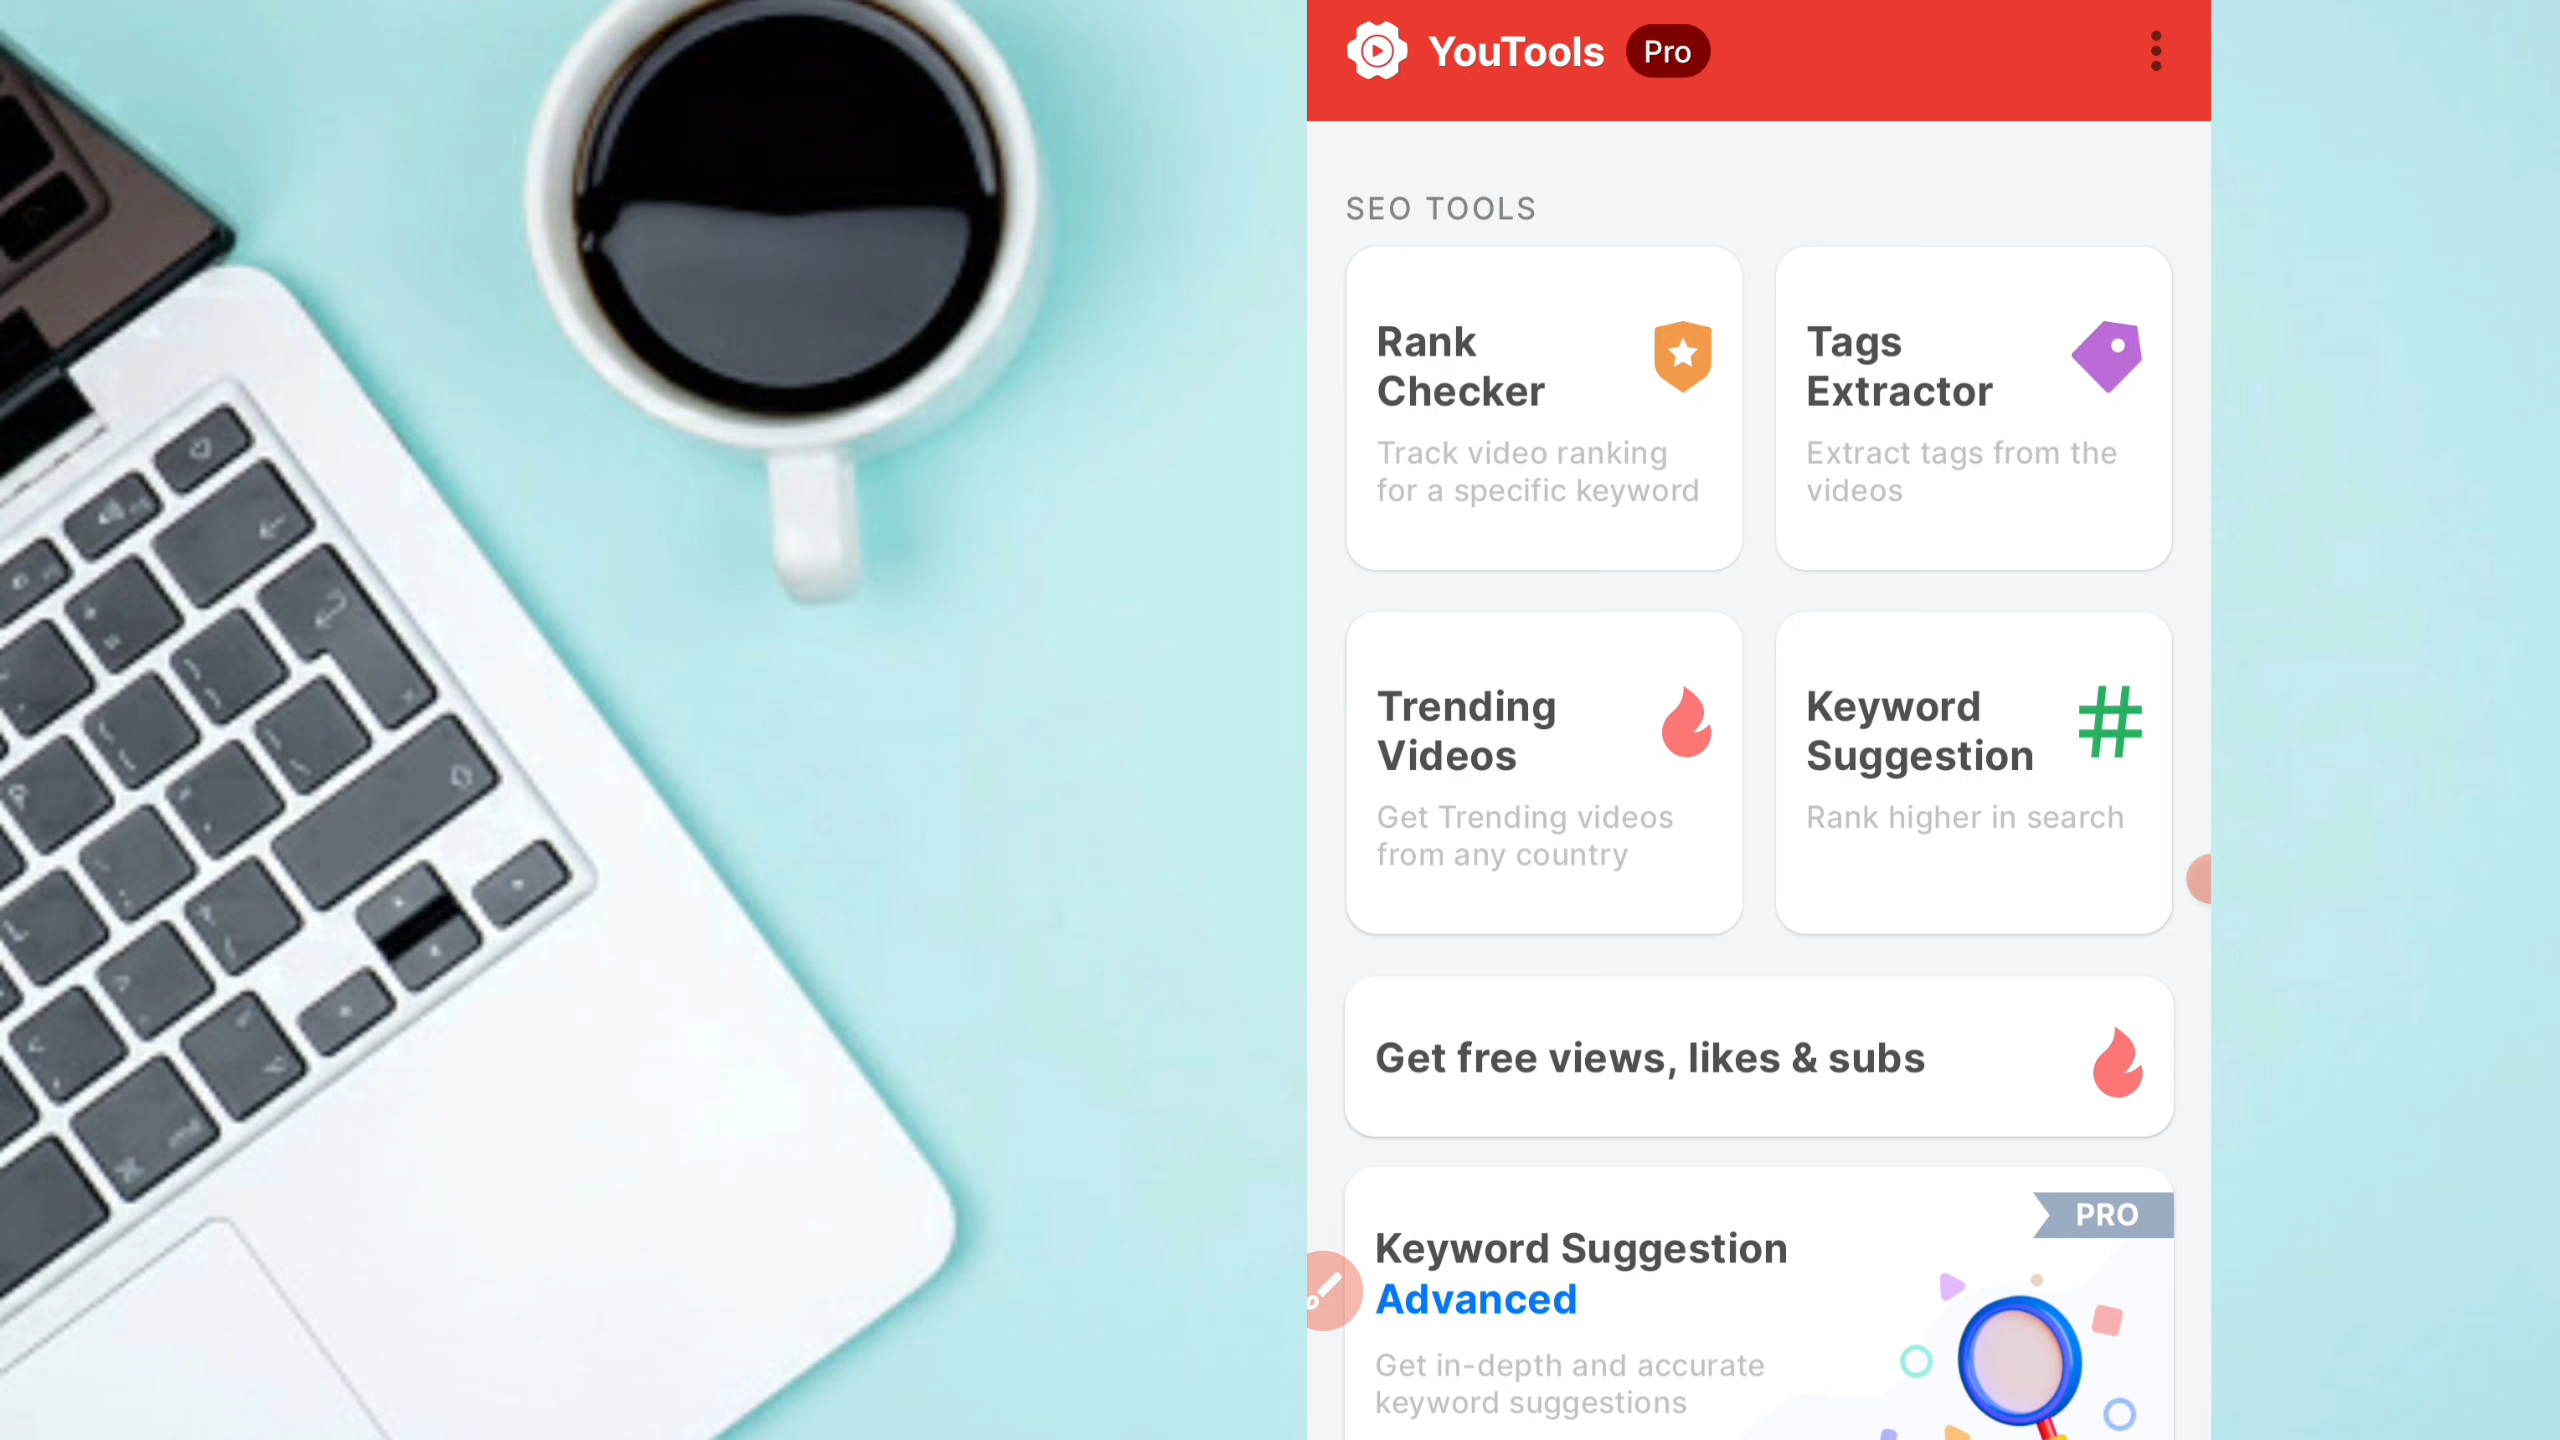 YouTools Pro
SEO TOOLS
Rank
Checker
Track video ranking
for a specific keyword
Tags
Extractor
Extract tags from the
videos
Trending
Videos
Get Trending videos
from any country
Keyword
Suggestion
Rank higher in search
Get free views, likes & subs
PRO
Keyword Suggestion
Advanced
Get in-depth and accurate
keyword suggestions